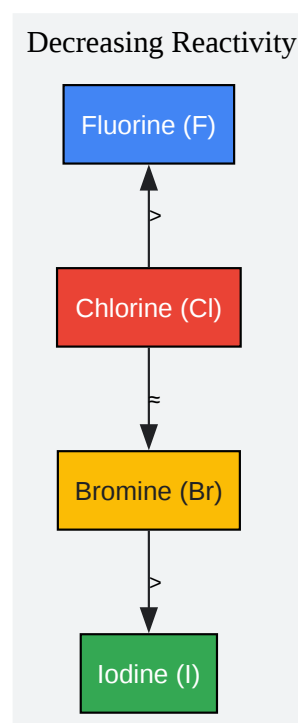 Decreasing Reactivity
Fluorine (F)
>
Chlorine (Cl)
≈
Bromine (Br)
>
Iodine (I)